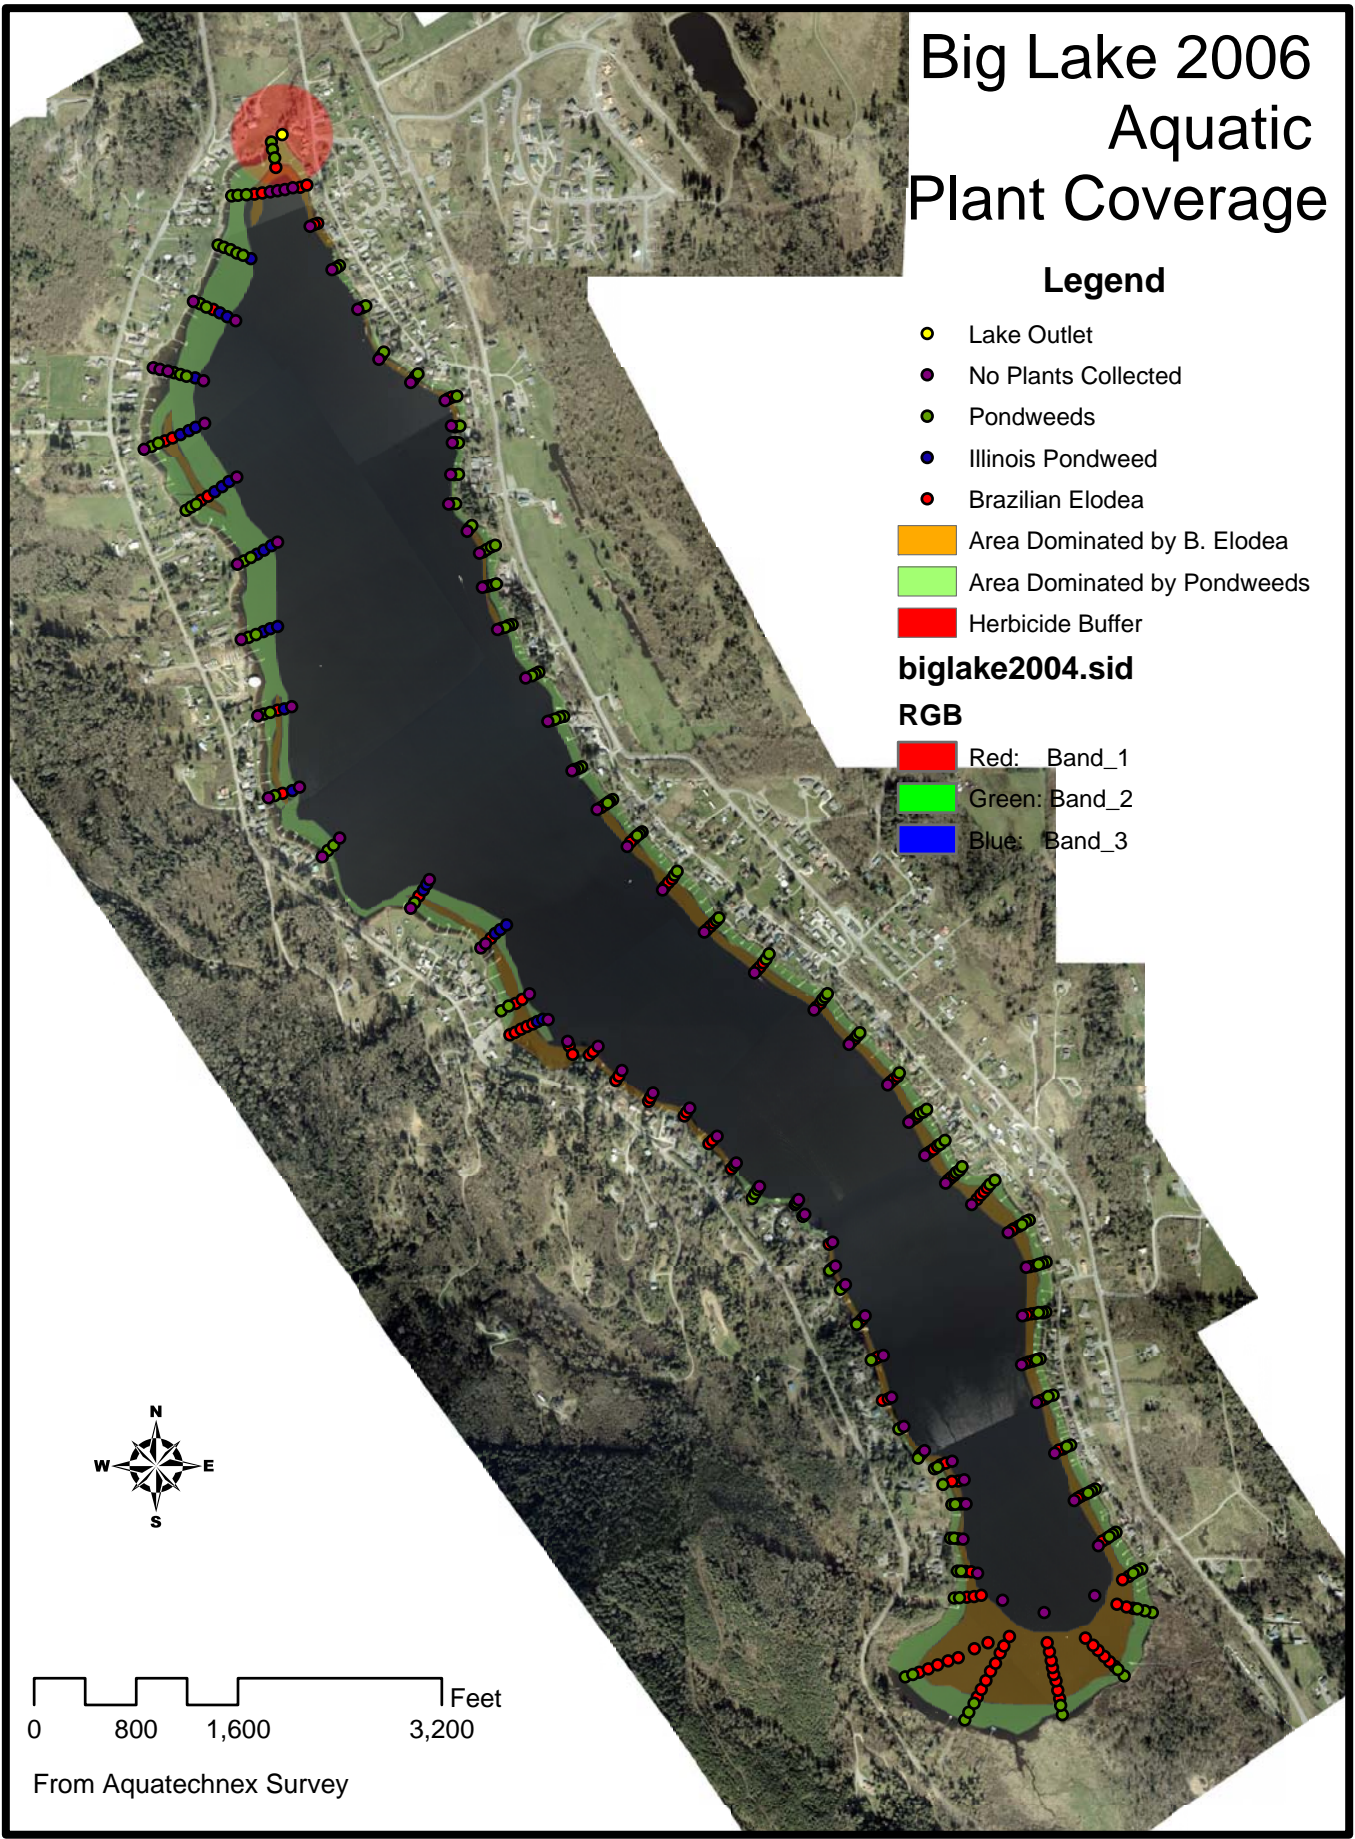 Big Lake 2006
Aquatic
Plant Coverage
Legend
Lake Outlet
No Plants Collected
Pondweeds
Illinois Pondweed
Brazilian Elodea
Area Dominated by B. Elodea
Area Dominated by Pondweeds
Herbicide Buffer
biglake2004.sid
RGB
Red: Band_1
Green: Band_2
Blue: Band_3
N
W E
S
Feet
0 800 1,600 3,200
From Aquatechnex Survey